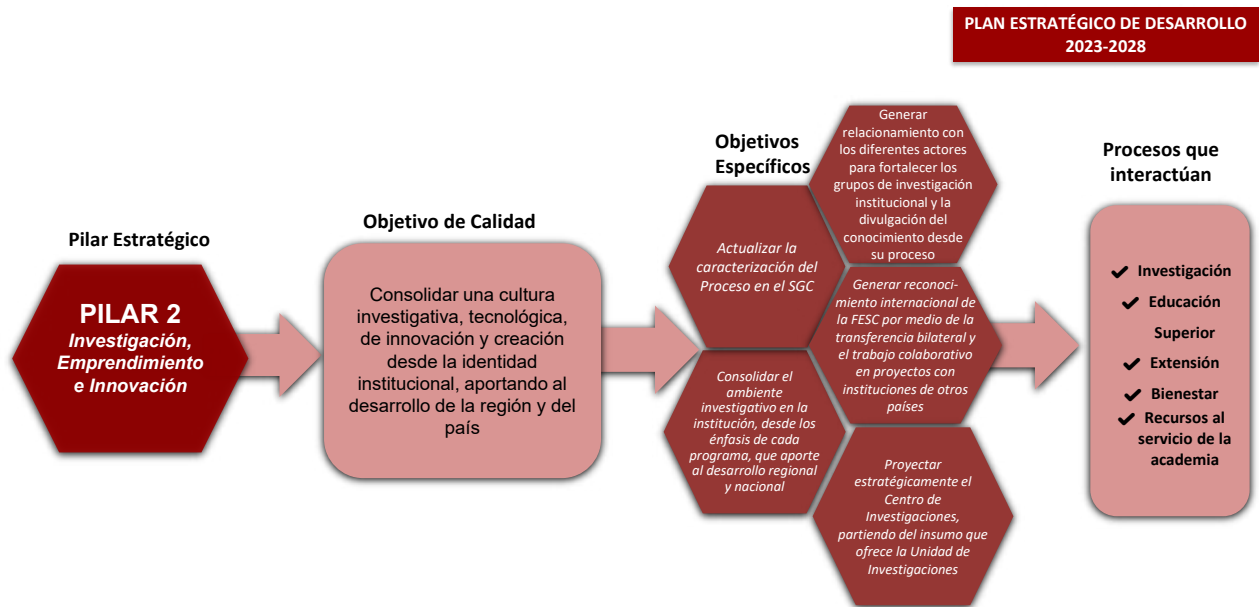 PLAN ESTRATÉGICO DE DESARROLLO
2023-2028
Pilar Estratégico
PILAR 2
Investigación,
Emprendimiento
e Innovación
Objetivo de Calidad
Consolidar una cultura
investigativa, tecnológica,
de innovación y creación
desde la identidad
institucional, aportando al
desarrollo de la región y del
país
Objetivos
Específicos
Generar
relacionamiento con
los diferentes actores
para fortalecer los
grupos de investigación
institucional y la
divulgación del
conocimiento desde
su proceso
Actualizar la
caracterización del
Proceso en el SGC
Generar reconoci-
miento internacional de
la FESC por medio de la
transferencia bilateral y
el trabajo colaborativo
en proyectos con
instituciones de otros
países
Consolidar el
ambiente
investigativo en la
institución, desde los
énfasis de cada
programa, que aporte
al desarrollo regional
y nacional
Proyectar
estratégicamente el
Centro de
Investigaciones,
partiendo del insumo que
ofrece la Unidad de
Investigaciones
Procesos que
interactúan
✔ Investigación
✔ Educación
Superior
✔ Extensión
✔ Bienestar
✔ Recursos al
servicio de la
academia